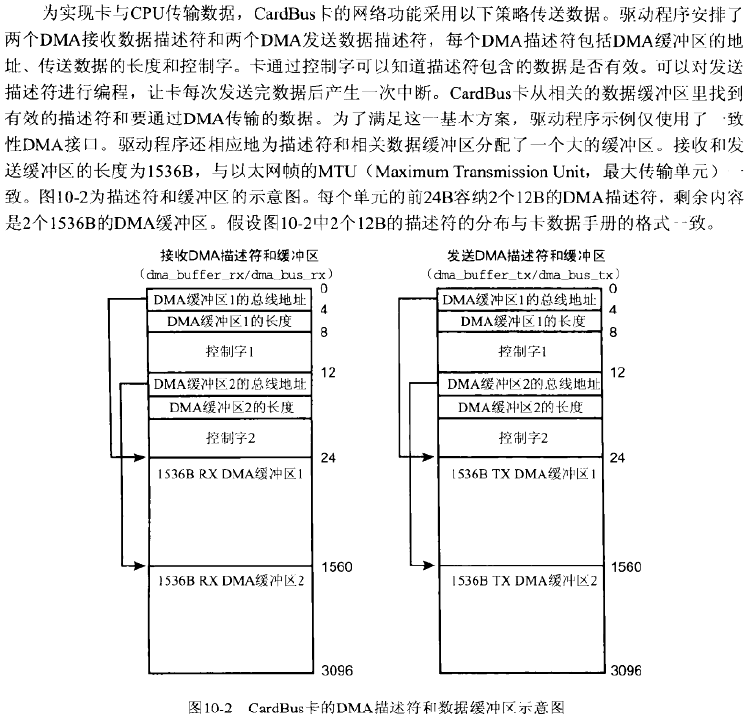 为实现卡与CPU传输数据，CardBus卡的网络功能采用以下策略传送数据。驱动程序安排了
两个DMA接收数据描述符和两个DMA发送数据描述符，每个DMA描述符包括DMA缓冲区的地
址、传送数据的长度和控制字。卡通过控制字可以知道描述符包含的数据是否有效。可以对发送
描述符进行编程，让卡每次发送完数据后产生一次中断。CardBus卡从相关的数据缓冲区里找到
有效的描述符和要通过DMA传输的数据。为了满足这一基本方案，驱动程序示例仅使用了一致
性DMA接口。驱动程序还相应地为描述符和相关数据缓冲区分配了一个大的缓冲区。接收和发
送缓冲区的长度为1536B，与以太网帧的MTU（Maximum Transmission Unit，最大传输单元）一
致。图10-2为描述符和缓冲区的示意图。每个单元的前24B容纳2个12B的DMA描述符，剩余内容
是2个1536B的DMA缓冲区。假设图10-2中2个12B的描述符的分布与卡数据手册的格式一致。
接收DMA描述符和缓冲区
（dma_buffer_rx/dma_bus_rx）
0
DMA缓冲区1的总线地址
4
DMA缓冲区1的长度
8
控制字1
12
DMA缓冲区2的总线地址
DMA缓冲区2的长度
控制字2
24
1536B RX DMA缓冲区1
1560
1536B RX DMA缓冲区2
3096
发送DMA描述符和缓冲区
（dma_buffer_tx/dma_bus_tx）
0
DMA缓冲区1的总线地址
4
DMA缓冲区1的长度
8
控制字1
12
DMA缓冲区2的总线地址
DMA缓冲区2的长度
控制字2
24
1536B TX DMA缓冲区1
1560
1536B TX DMA缓冲区2
3096
图10-2 CardBus卡的DMA描述符和数据缓冲区示意图